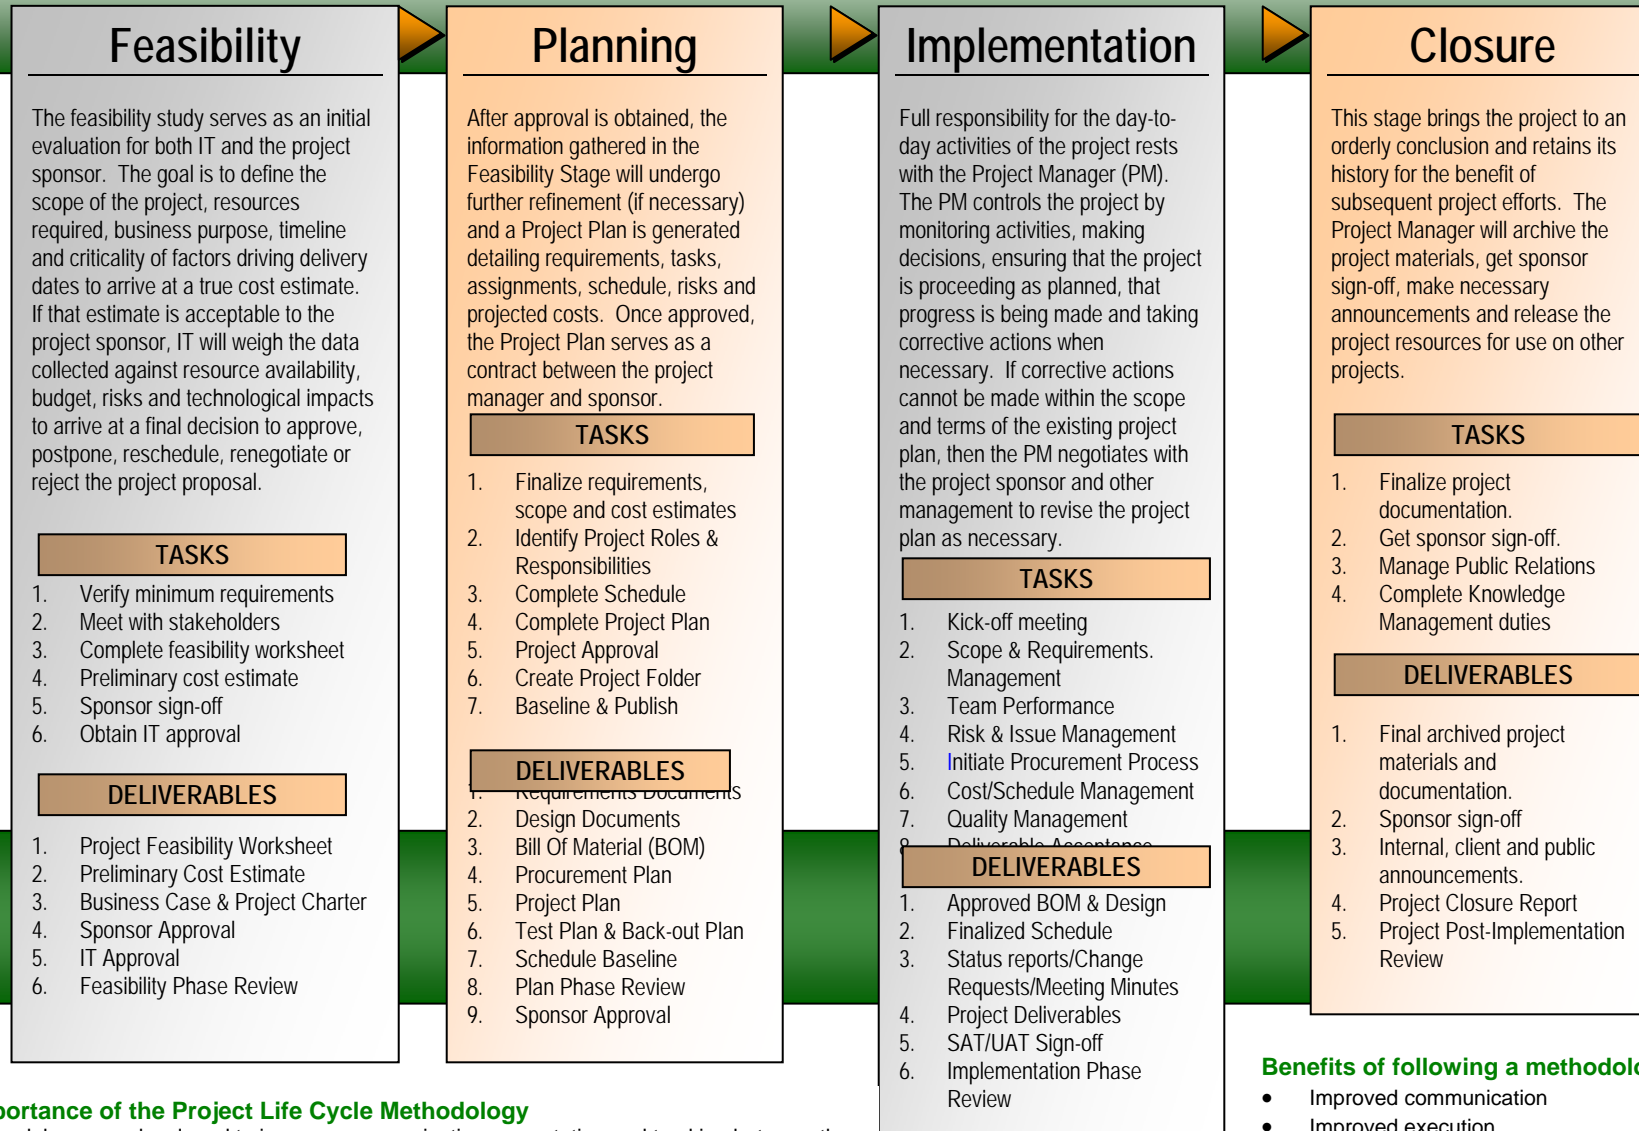 Feasibility
The feasibility study serves as an initial
evaluation for both IT and the project
sponsor. The goal is to define the
scope of the project, resources
required, business purpose, timeline
and criticality of factors driving delivery
dates to arrive at a true cost estimate.
If that estimate is acceptable to the
project sponsor, IT will weigh the data
collected against resource availability,
budget, risks and technological impacts
to arrive at a final decision to approve,
postpone, reschedule, renegotiate or
reject the project proposal.
TASKS
1. Verify minimum requirements
2. Meet with stakeholders
3. Complete feasibility worksheet
4. Preliminary cost estimate
5. Sponsor sign-off
6. Obtain IT approval
DELIVERABLES
1. Project Feasibility Worksheet
2. Preliminary Cost Estimate
3. Business Case & Project Charter
4. Sponsor Approval
5. IT Approval
6. Feasibility Phase Review
Planning
After approval is obtained, the
information gathered in the
Feasibility Stage will undergo
further refinement (if necessary)
and a Project Plan is generated
detailing requirements, tasks,
assignments, schedule, risks and
projected costs. Once approved,
the Project Plan serves as a
contract between the project
manager and sponsor.
TASKS
1. Finalize requirements,
scope and cost estimates
2. Identify Project Roles &
Responsibilities
3. Complete Schedule
4. Complete Project Plan
5. Project Approval
6. Create Project Folder
7. Baseline & Publish
DELIVERABLES
1. Requirements Documents
2. Design Documents
3. Bill Of Material (BOM)
4. Procurement Plan
5. Project Plan
6. Test Plan & Back-out Plan
7. Schedule Baseline
8. Plan Phase Review
9. Sponsor Approval
Implementation
Full responsibility for the day-to-
day activities of the project rests
with the Project Manager (PM).
The PM controls the project by
monitoring activities, making
decisions, ensuring that the project
is proceeding as planned, that
progress is being made and taking
corrective actions when
necessary. If corrective actions
cannot be made within the scope
and terms of the existing project
plan, then the PM negotiates with
the project sponsor and other
management to revise the project
plan as necessary.
TASKS
1. Kick-off meeting
2. Scope & Requirements.
Management
3. Team Performance
4. Risk & Issue Management
5. Initiate Procurement Process
6. Cost/Schedule Management
7. Quality Management
8. Deliverable Acceptance
DELIVERABLES
1. Approved BOM & Design
2. Finalized Schedule
3. Status reports/Change
Requests/Meeting Minutes
4. Project Deliverables
5. SAT/UAT Sign-off
6. Implementation Phase
Review
Closure
This stage brings the project to an
orderly conclusion and retains its
history for the benefit of
subsequent project efforts. The
Project Manager will archive the
project materials, get sponsor
sign-off, make necessary
announcements and release the
project resources for use on other
projects.
TASKS
1. Finalize project
documentation.
2. Get sponsor sign-off.
3. Manage Public Relations
4. Complete Knowledge
Management duties
DELIVERABLES
1. Final archived project
materials and
documentation.
2. Sponsor sign-off
3. Internal, client and public
announcements.
4. Project Closure Report
5. Project Post-Implementation
Review
portance of the Project Life Cycle Methodology
Benefits of following a methodol
• Improved communication
• Improved execution